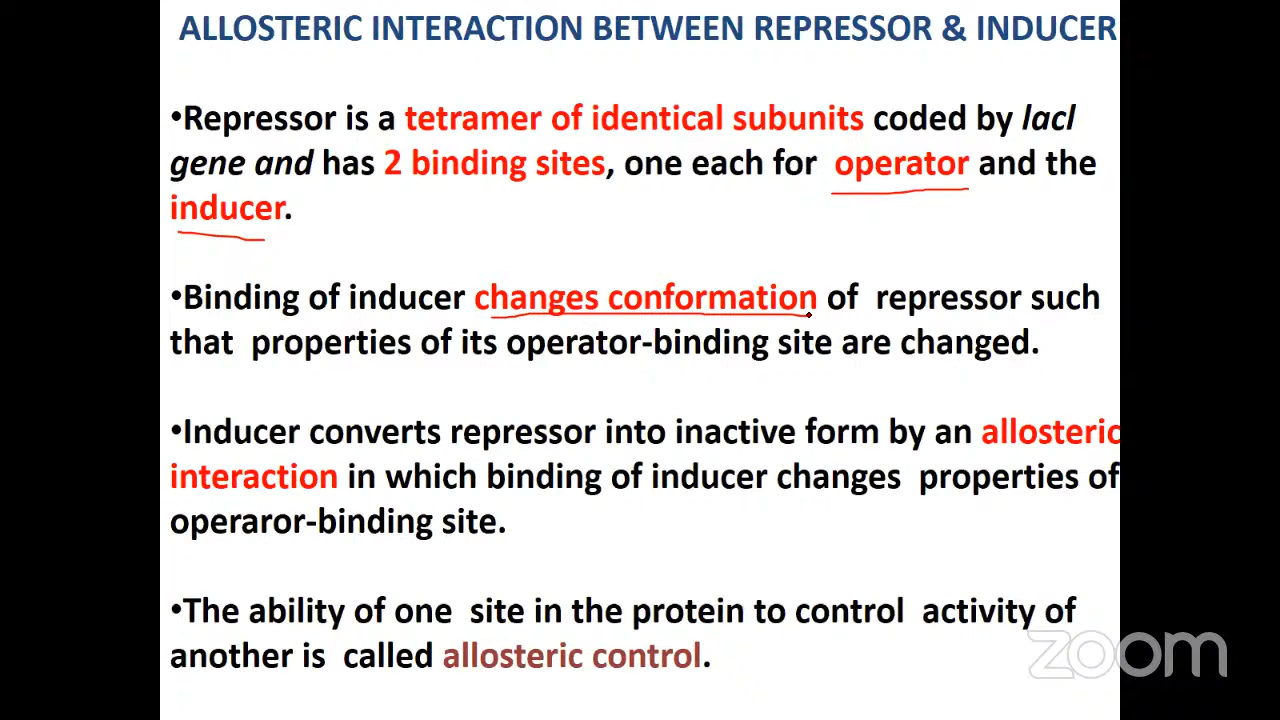 ALLOSTERIC INTERACTION BETWEEN REPRESSOR & INDUCER
•Repressor is a tetramer of identical subunits coded by lacl
gene and has 2 binding sites, one each for operator and the
inducer.
•Binding of inducer changes conformation of repressor such
that properties of its operator-binding site are changed.
•Inducer converts repressor into inactive form by an allosteric
interaction in which binding of inducer changes properties of
operaror-binding site.
•The ability of one site in the protein to control activity of
another is called allosteric control.
zoom